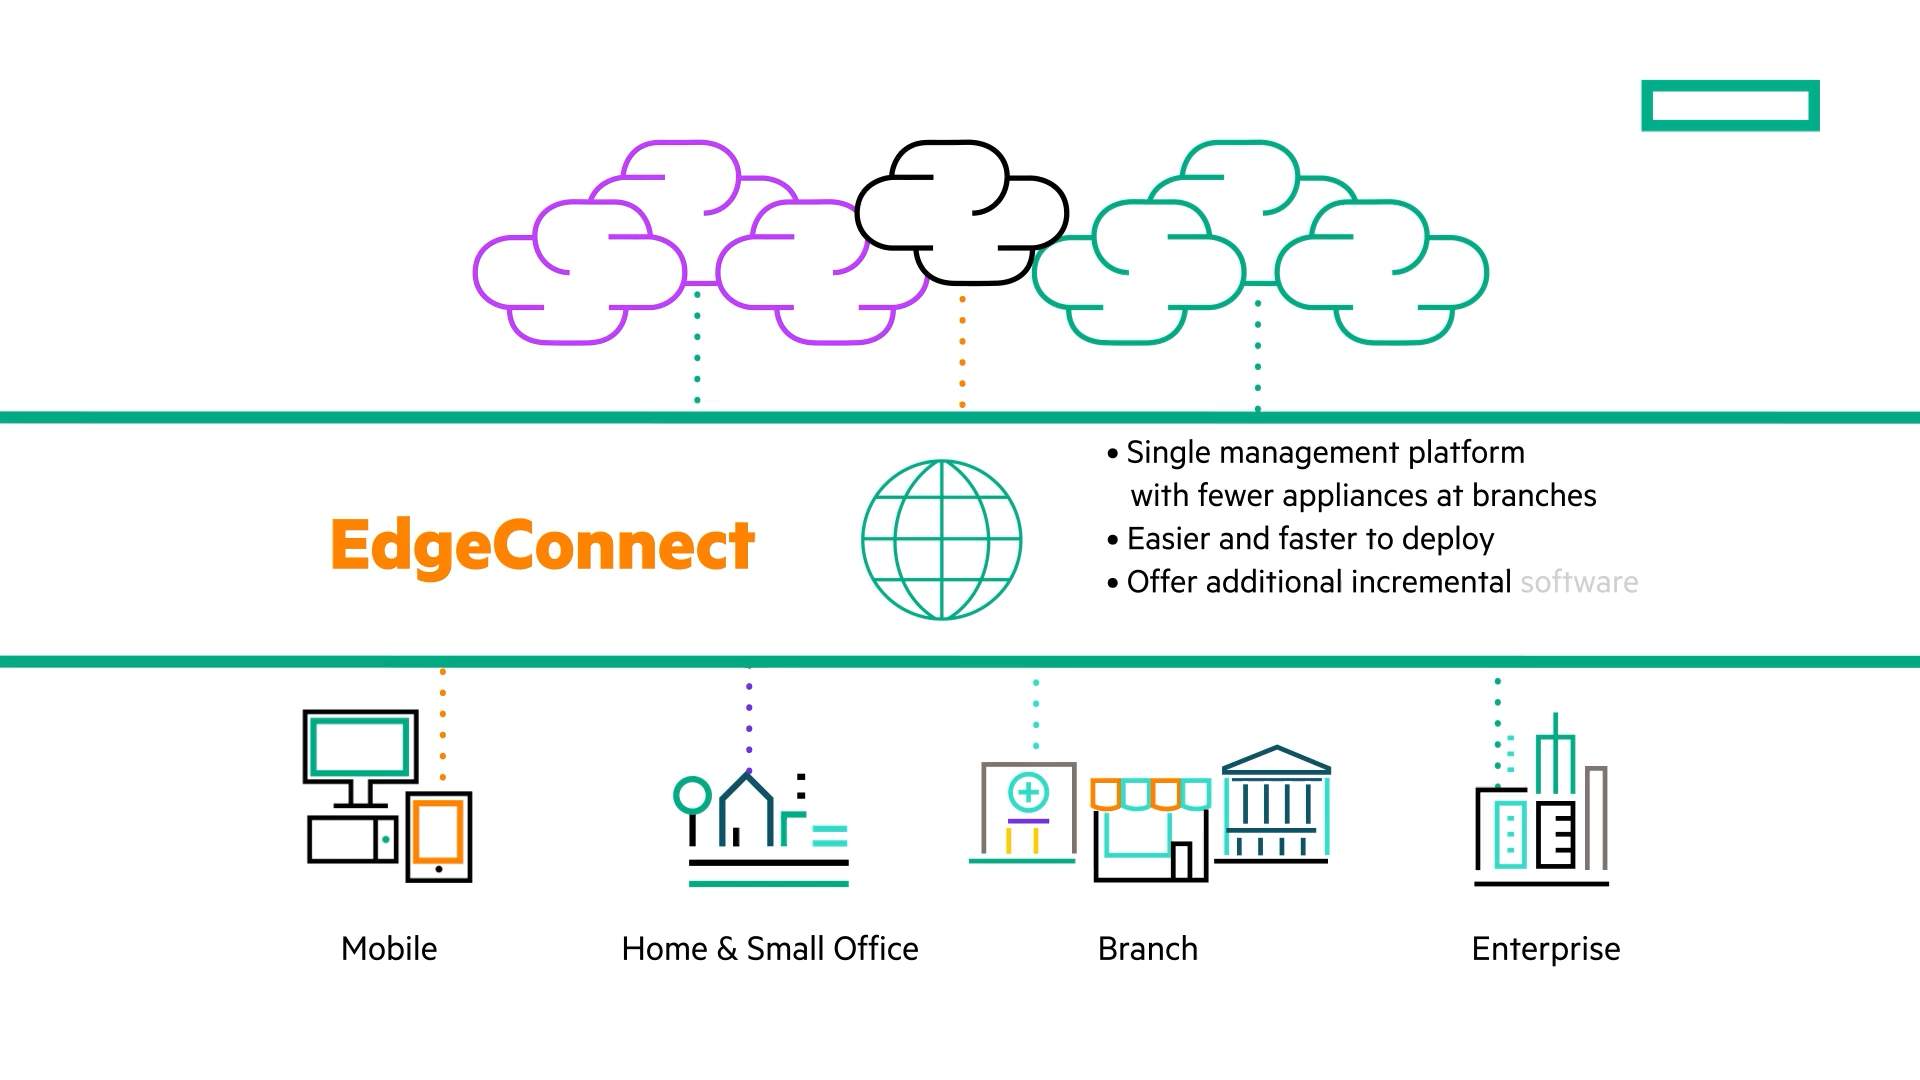 • Single management platform
with fewer appliances at branches
EdgeConnect
• Easier and faster to deploy
• Offer additional incremental software
Mobile
Home & Small Office
Branch
Enterprise